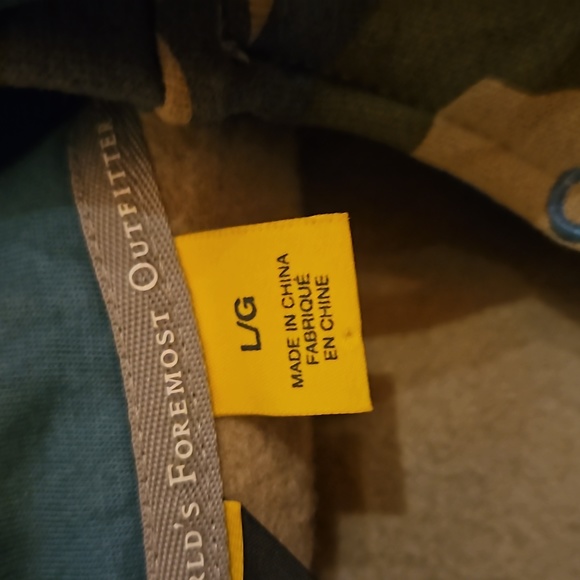 RLD'S FOREMOST OUTFITTER
L/G
MADE IN CHINA
FABRIQUÉ
EN CHINE